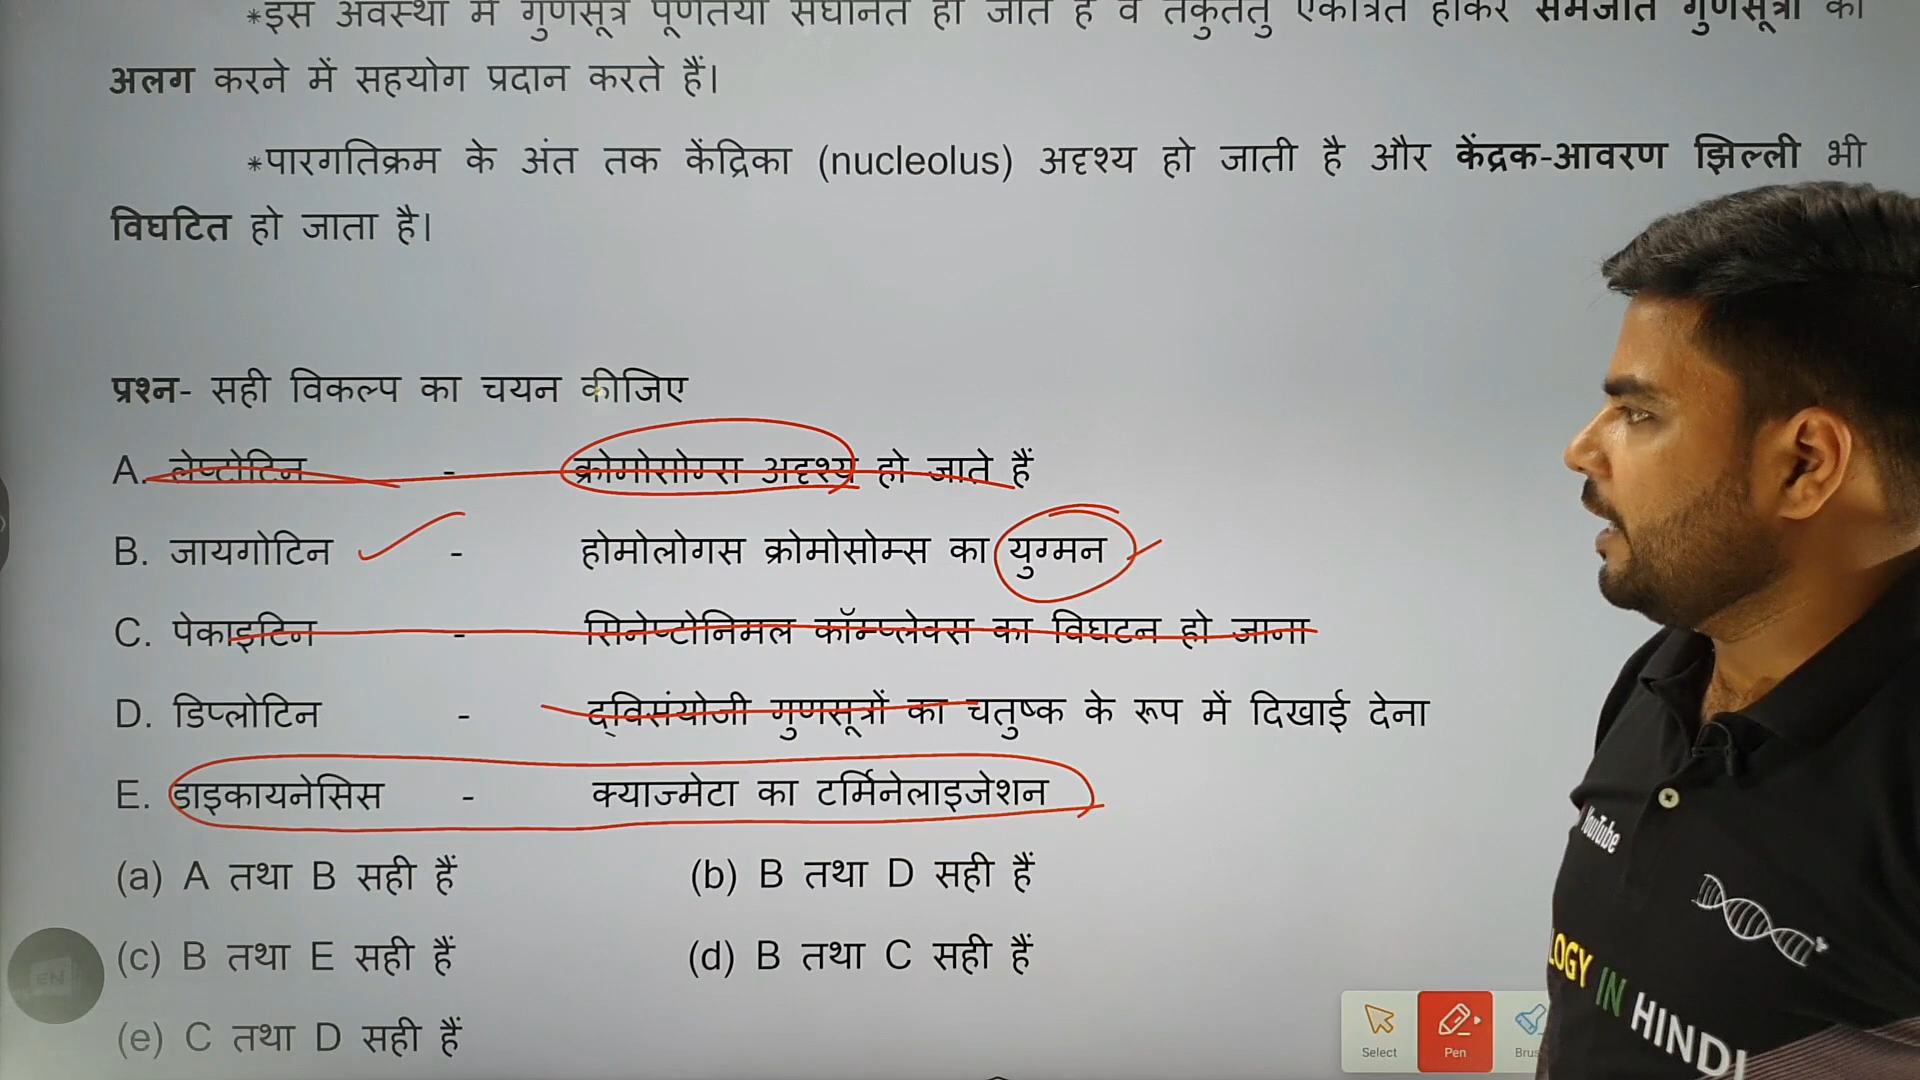 *इस अवस्था में गुणसूत्र पूर्णतया संघनित हो जाते हैं व तर्कुतंतु एकत्रित होकर समजात गुणसूत्रों को
अलग करने में सहयोग प्रदान करते हैं।
*पारगतिक्रम के अंत तक केंद्रिका (nucleolus) अदृश्य हो जाती है और केंद्रक-आवरण झिल्ली भी
विघटित हो जाता है।
प्रश्न- सही विकल्प का चयन कीजिए
A. लेप्टोटिन - क्रोमोसोम्स अदृश्य हो जाते हैं
B. जायगोटिन - होमोलोगस क्रोमोसोम्स का युग्मन
C. पेकाइटिन - सिनेप्टोनिमल कॉम्प्लेक्स का विघटन हो जाना
D. डिप्लोटिन - द्विसंयोजी गुणसूत्रों का चतुष्क के रूप में दिखाई देना
E. डाइकायनेसिस - क्याज्मेटा का टर्मिनेलाइजेशन
(a) A तथा B सही हैं (b) B तथा D सही हैं
(c) B तथा E सही हैं (d) B तथा C सही हैं
(e) C तथा D सही हैं
EN
Select Pen
YouTube
LOGY IN HINDI